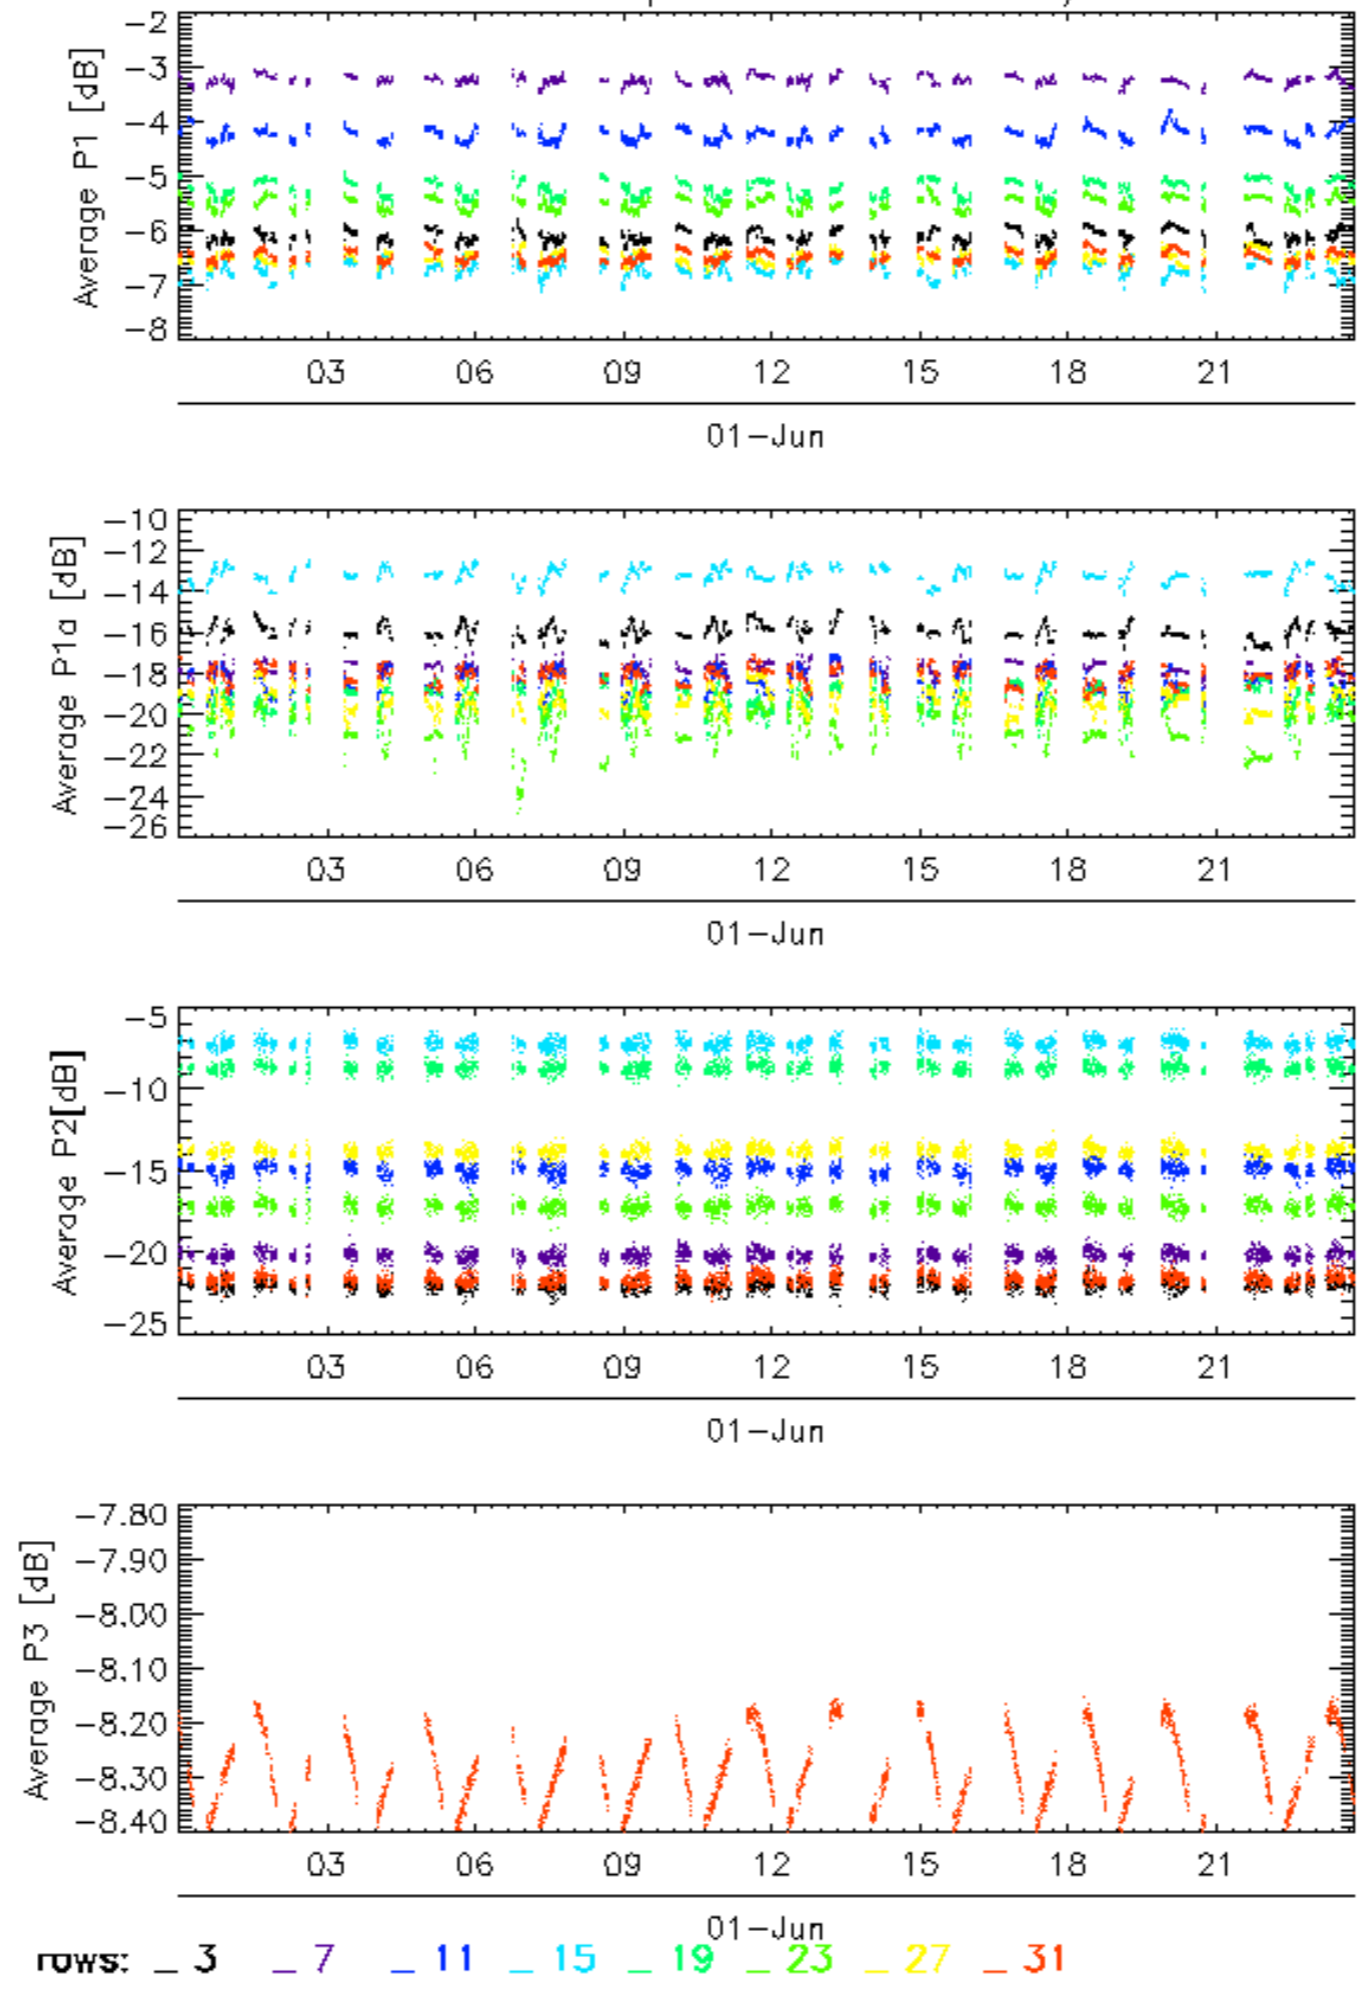 -2
-3
-4
-5
-6
-7
-8
Average P1 [dB]
03 06 09 12 15 18 21
01-Jun
-10
-12
-14
-16
-18
-20
-22
-24
-26
Average P1a [dB]
03 06 09 12 15 18 21
01-Jun
-5
-10
-15
-20
-25
Average P2[dB]
03 06 09 12 15 18 21
01-Jun
-7.80
-7.90
-8.00
-8.10
-8.20
-8.30
-8.40
Average P3 [dB]
03 06 09 12 15 18 21
01-Jun
rows: _ 3 _ 7 _ 11 _ 15 _ 19 _ 23 _ 27 _ 31